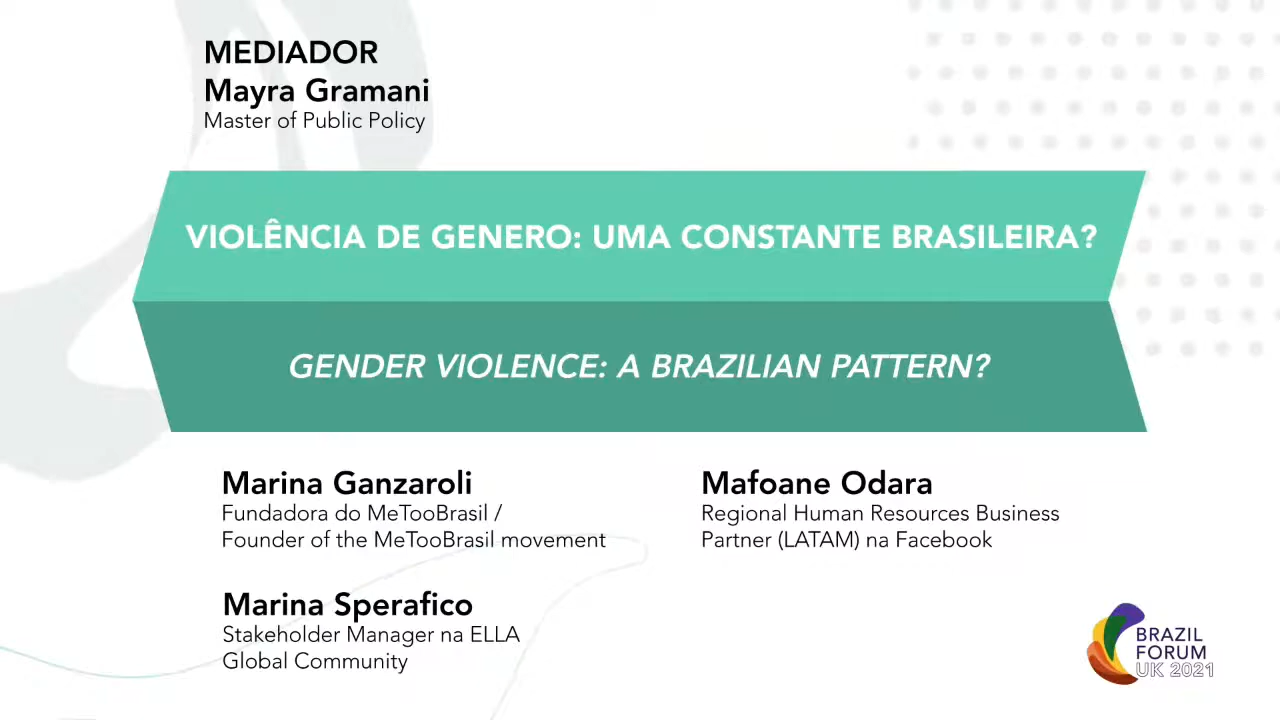 MEDIADOR
Mayra Gramani
Master of Public Policy
VIOLÊNCIA DE GENERO: UMA CONSTANTE BRASILEIRA?
GENDER VIOLENCE: A BRAZILIAN PATTERN?
Marina Ganzaroli
Fundadora do MeTooBrasil /
Founder of the MeTooBrasil movement
Mafoane Odara
Regional Human Resources Business
Partner (LATAM) na Facebook
Marina Sperafico
Stakeholder Manager na ELLA
Global Community
BRAZIL
FORUM
UK 2021